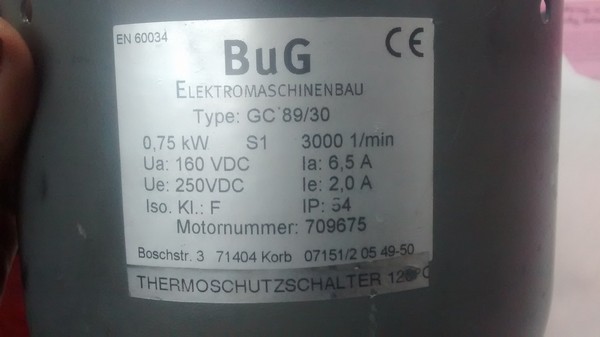 EN 60034
BuG
CE
ELEKTROMASCHINENBAU
Type: GC 89/30
0,75 kW S1 3000 1/min
Ua: 160 VDC Ia: 6,5 A
Ue: 250VDC Ie: 2,0 A
Iso. Kl.: F IP: 54
Motornummer: 709675
Boschstr. 3 71404 Korb 07151/2 05 49-50
THERMOSCHUTZSCHALTER